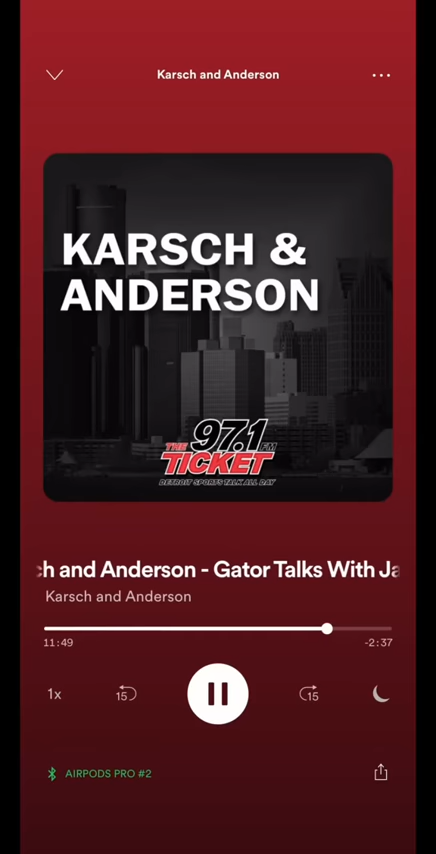 Karsch and Anderson
KARSCH &
ANDERSON
THE 97.1 FM
TICKET
DETROIT SPORTS TALK ALL DAY
ch and Anderson - Gator Talks With Ja
Karsch and Anderson
11:49
-2:37
1x
15
15
AIRPODS PRO #2